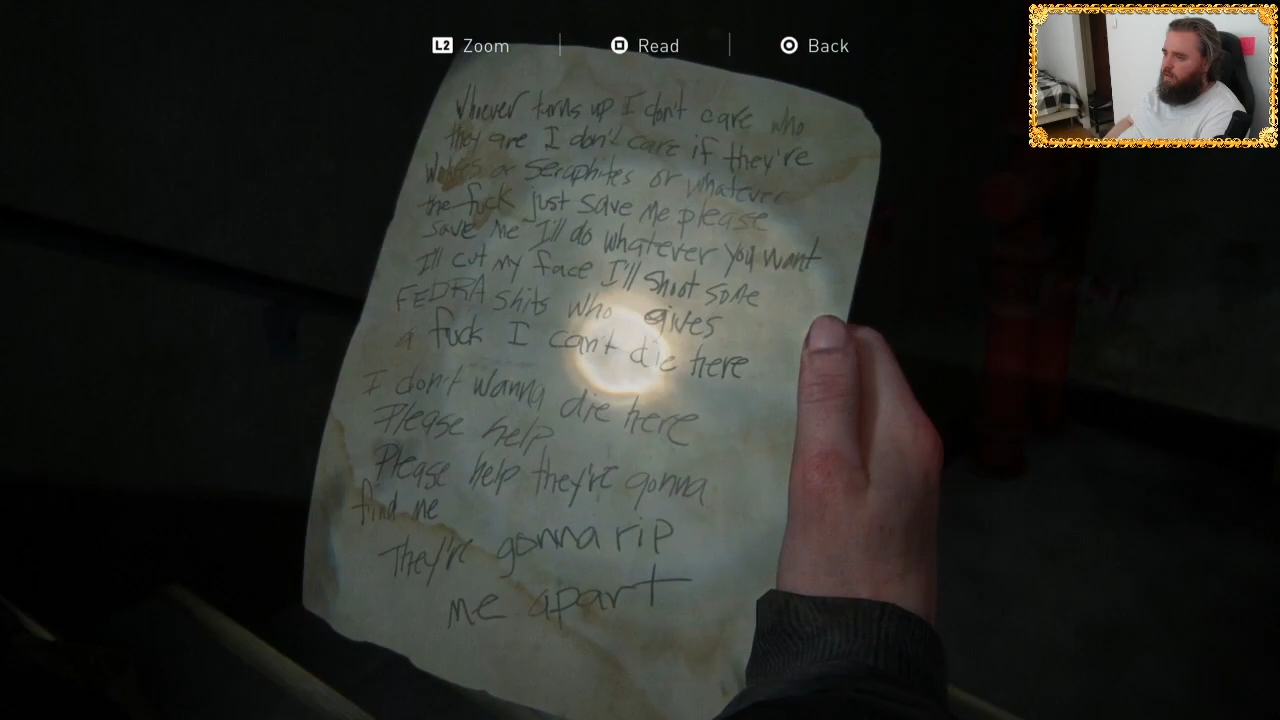 L2 Zoom | Read | Back
Whoever turns up I don't care who
they are I don't care if they're
Wolves or Seraphites or whatever
the fuck just save me please
save me I'll do whatever you want
I'll cut my face I'll shoot some
FEDRA shits who gives
a fuck I can't die here
I don't wanna die here
Please help
Please help they're gonna
find me
They're gonna rip
me apart